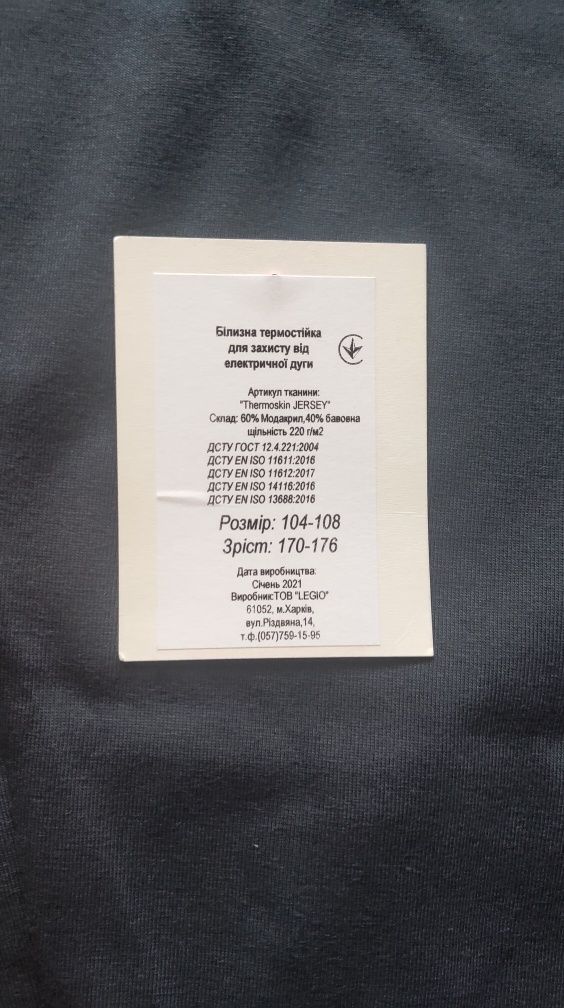 Білизна термостійка
для захисту від
електричної дуги
Артикул тканини:
"Thermoskin JERSEY"
Склад: 60% Модакрил,40% бавовна
щільність 220 г/м2
ДСТУ ГОСТ 12.4.221:2004
ДСТУ EN ISO 11611:2016
ДСТУ EN ISO 11612:2017
ДСТУ EN ISO 14116:2016
ДСТУ EN ISO 13688:2016
Розмір: 104-108
Зріст: 170-176
Дата виробництва:
Січень 2021
Виробник:ТОВ "LEGIO"
61052, м.Харків,
вул.Різдвяна,14,
т.ф.(057)759-15-95